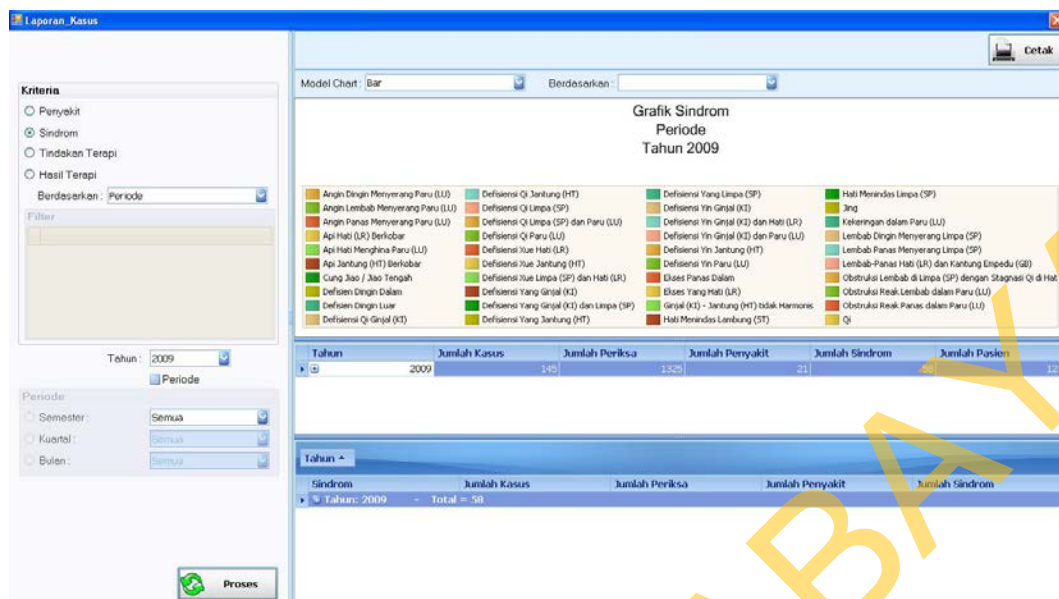 Laporan_Kasus
Cetak
Kriteria
Penyakit
Sindrom
Tindakan Terapi
Hasil Terapi
Berdasarkan : Periode
Filter
Tahun : 2009
Periode
Periode
Semester : Semua
Kuartal : Semua
Bulan : Semua
Proses
Model Chart : Bar Berdasarkan :
Grafik Sindrom
Periode
Tahun 2009
Angin Dingin Menyerang Paru (LU)
Angin Lembab Menyerang Paru (LU)
Angin Panas Menyerang Paru (LU)
Api Hati (LR) Berkobar
Api Hati Menghina Paru (LU)
Api Jantung (HT) Berkobar
Cung Jiao / Jiao Tengah
Defisien Dingin Dalam
Defisien Dingin Luar
Defisiensi Qi Ginjal (KI)
Defisiensi Qi Jantung (HT)
Defisiensi Qi Limpa (SP)
Defisiensi Qi Limpa (SP) dan Paru (LU)
Defisiensi Qi Paru (LU)
Defisiensi Xue Hati (LR)
Defisiensi Xue Jantung (HT)
Defisiensi Xue Limpa (SP) dan Hati (LR)
Defisiensi Yang Ginjal (KI)
Defisiensi Yang Ginjal (KI) dan Limpa (SP)
Defisiensi Yang Jantung (HT)
Defisiensi Yang Limpa (SP)
Defisiensi Yin Ginjal (KI)
Defisiensi Yin Ginjal (KI) dan Hati (LR)
Defisiensi Yin Ginjal (KI) dan Paru (LU)
Defisiensi Yin Jantung (HT)
Defisiensi Yin Paru (LU)
Ekses Panas Dalam
Ekses Yang Hati (LR)
Ginjal (KI) - Jantung (HT) tidak Harmonis
Hati Menindas Lambung (ST)
Hati Menindas Limpa (SP)
Jing
Kekeringan dalam Paru (LU)
Lembab Dingin Menyerang Limpa (SP)
Lembab Panas Menyerang Limpa (SP)
Lembab-Panas Hati (LR) dan Kantung Empedu (GB)
Obstruksi Lembab di Limpa (SP) dengan Stagnasi Qi di Hat
Obstruksi Reak Lembab dalam Paru (LU)
Obstruksi Reak Panas dalam Paru (LU)
Qi
Tahun Jumlah Kasus Jumlah Periksa Jumlah Penyakit Jumlah Sindrom Jumlah Pasien
2009 145 1325 21 58 12
Tahun
Sindrom Jumlah Kasus Jumlah Periksa Jumlah Penyakit Jumlah Sindrom
Tahun: 2009 - Total = 58
BAYA